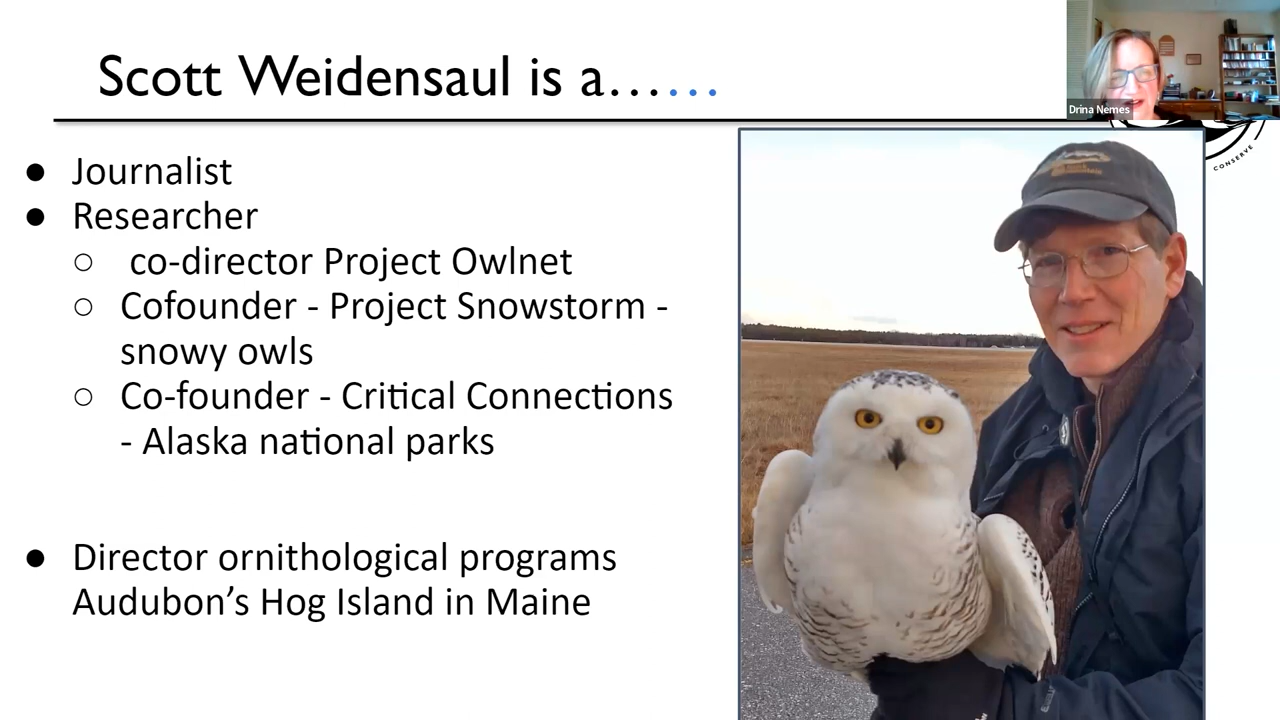 Scott Weidensaul is a……
Drina Nemes
CONSERVE
● Journalist
● Researcher
○ co-director Project Owlnet
○ Cofounder - Project Snowstorm -
snowy owls
○ Co-founder - Critical Connections
- Alaska national parks
● Director ornithological programs
Audubon’s Hog Island in Maine